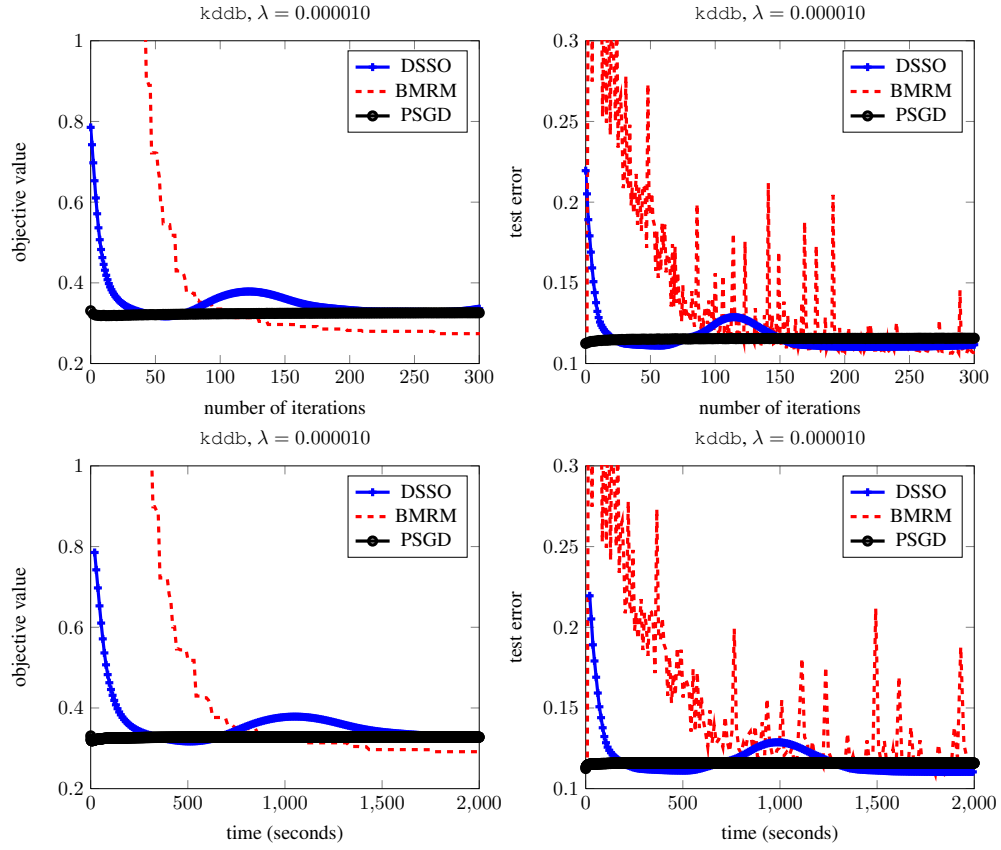 kddb, λ = 0.000010
1
0.8
0.6
0.4
0.2
0
50
100
150
200
250
300
objective value
number of iterations
DSSO
BMRM
PSGD
kddb, λ = 0.000010
0.3
0.25
0.2
0.15
0.1
0
50
100
150
200
250
300
test error
number of iterations
DSSO
BMRM
PSGD
kddb, λ = 0.000010
1
0.8
0.6
0.4
0.2
0
500
1,000
1,500
2,000
objective value
time (seconds)
DSSO
BMRM
PSGD
kddb, λ = 0.000010
0.3
0.25
0.2
0.15
0.1
0
500
1,000
1,500
2,000
test error
time (seconds)
DSSO
BMRM
PSGD